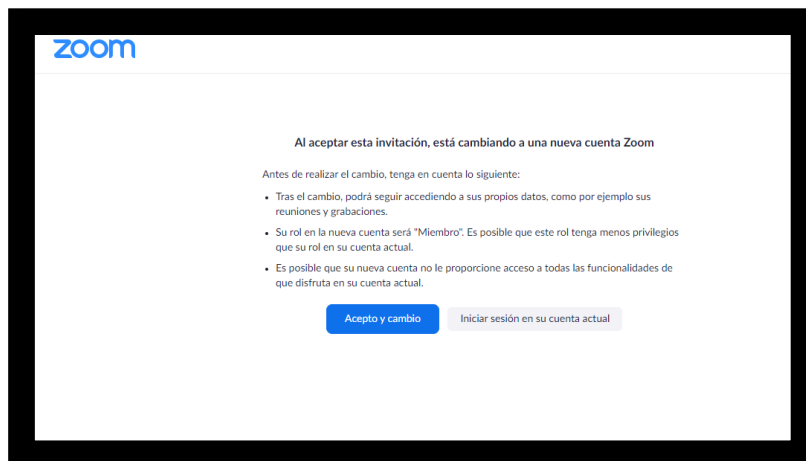 zoom
Al aceptar esta invitación, está cambiando a una nueva cuenta Zoom
Antes de realizar el cambio, tenga en cuenta lo siguiente:
• Tras el cambio, podrá seguir accediendo a sus propios datos, como por ejemplo sus
reuniones y grabaciones.
• Su rol en la nueva cuenta será "Miembro". Es posible que este rol tenga menos privilegios
que su rol en su cuenta actual.
• Es posible que su nueva cuenta no le proporcione acceso a todas las funcionalidades de
que disfruta en su cuenta actual.
Acepto y cambio
Iniciar sesión en su cuenta actual